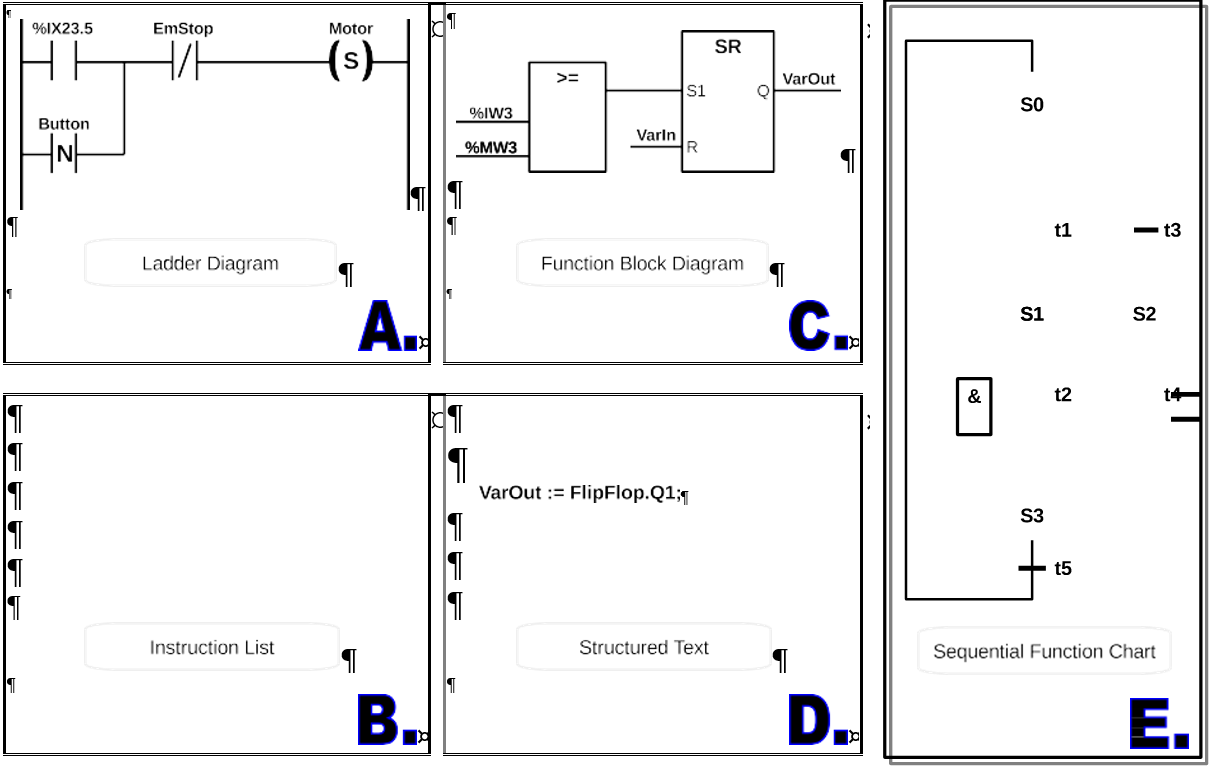 %IX23.5 EmStop Motor
S
Button
N
Ladder Diagram
A.
SR
>=
S1 Q VarOut
%IW3
VarIn R
%MW3
Function Block Diagram
C.
Instruction List
B.
VarOut := FlipFlop.Q1;
Structured Text
D.
S0
t1 t3
S1 S2
& t2 t4
S3
t5
Sequential Function Chart
E.